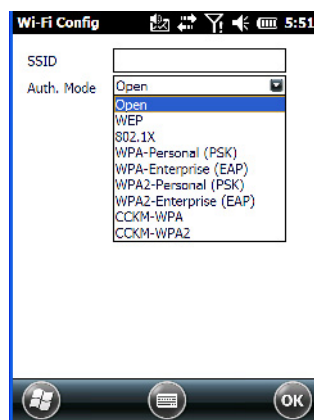 Wi-Fi Config 5:51
SSID
Auth. Mode Open
Open
WEP
802.1X
WPA-Personal (PSK)
WPA-Enterprise (EAP)
WPA2-Personal (PSK)
WPA2-Enterprise (EAP)
CCKM-WPA
CCKM-WPA2
OK